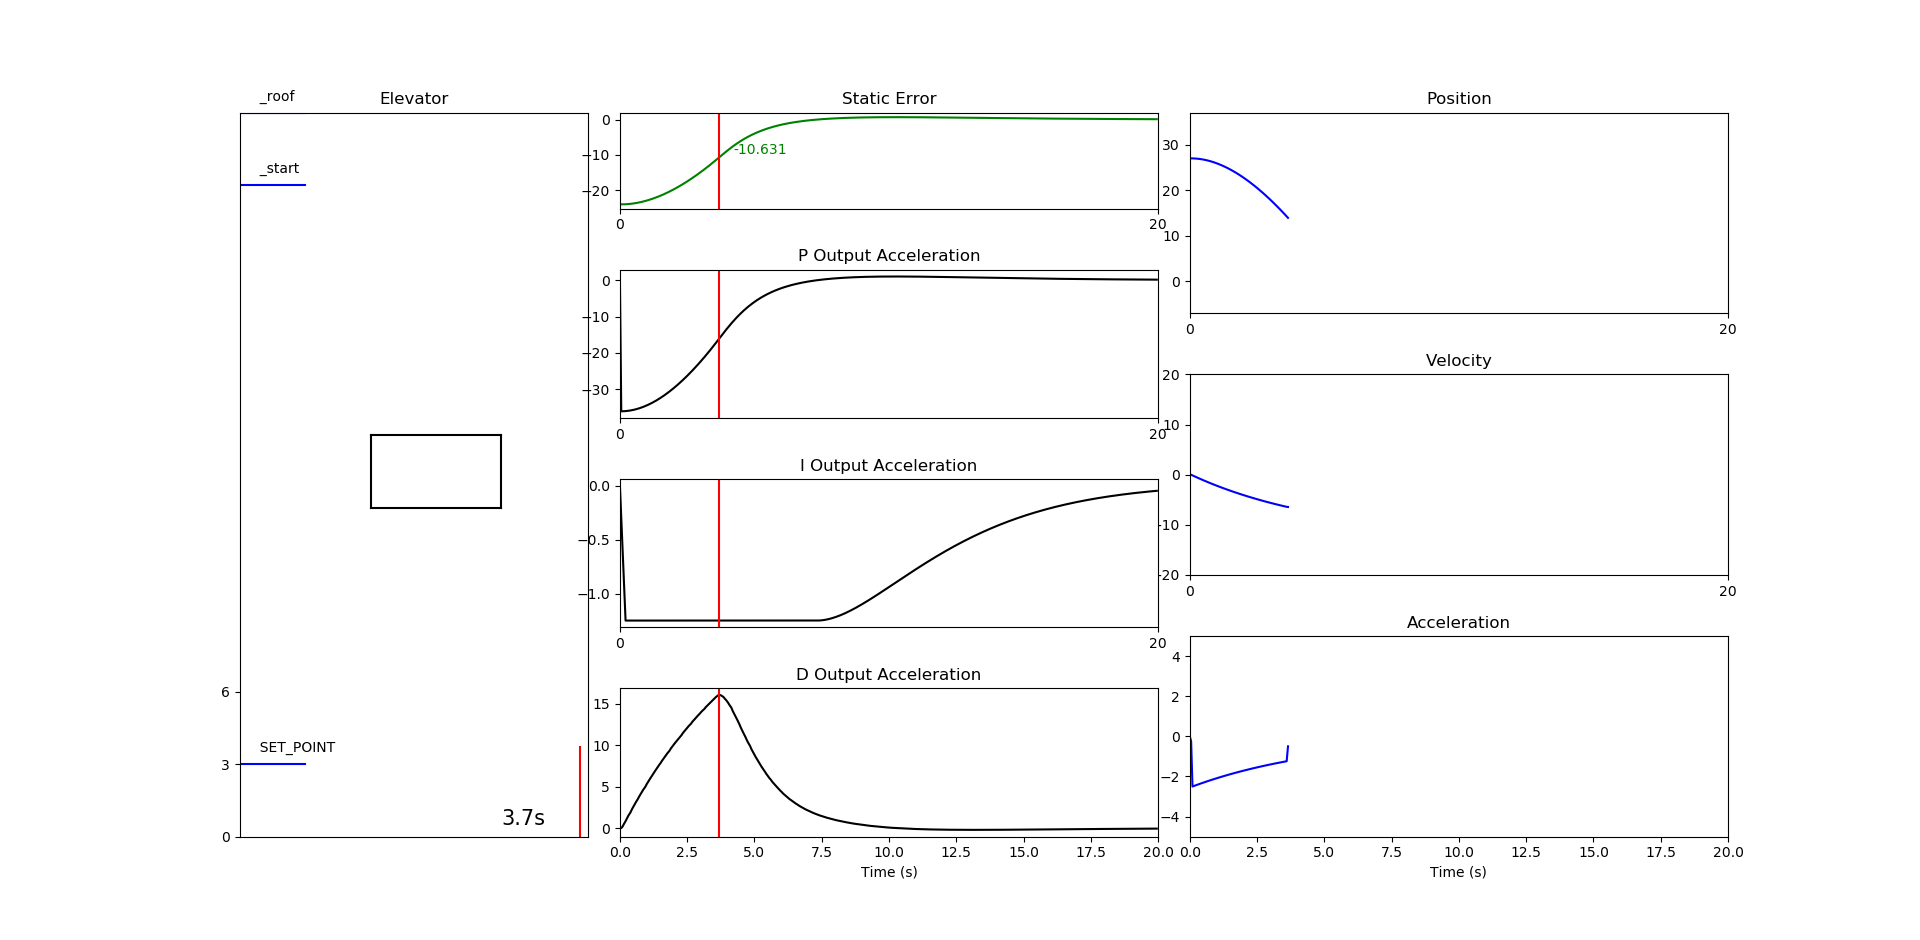 _roof
Elevator
_start
6
SET_POINT
3
3.7s
0
Static Error
0
−10
−20
-10.631
0
20
P Output Acceleration
0
−10
−20
−30
0
20
I Output Acceleration
0.0
−0.5
−1.0
0
20
D Output Acceleration
15
10
5
0
0.0 2.5 5.0 7.5 10.0 12.5 15.0 17.5 20.0
Time (s)
Position
30
20
10
0
0
20
Velocity
20
10
0
-10
-20
0
20
Acceleration
4
2
0
−2
−4
0.0 2.5 5.0 7.5 10.0 12.5 15.0 17.5 20.0
Time (s)